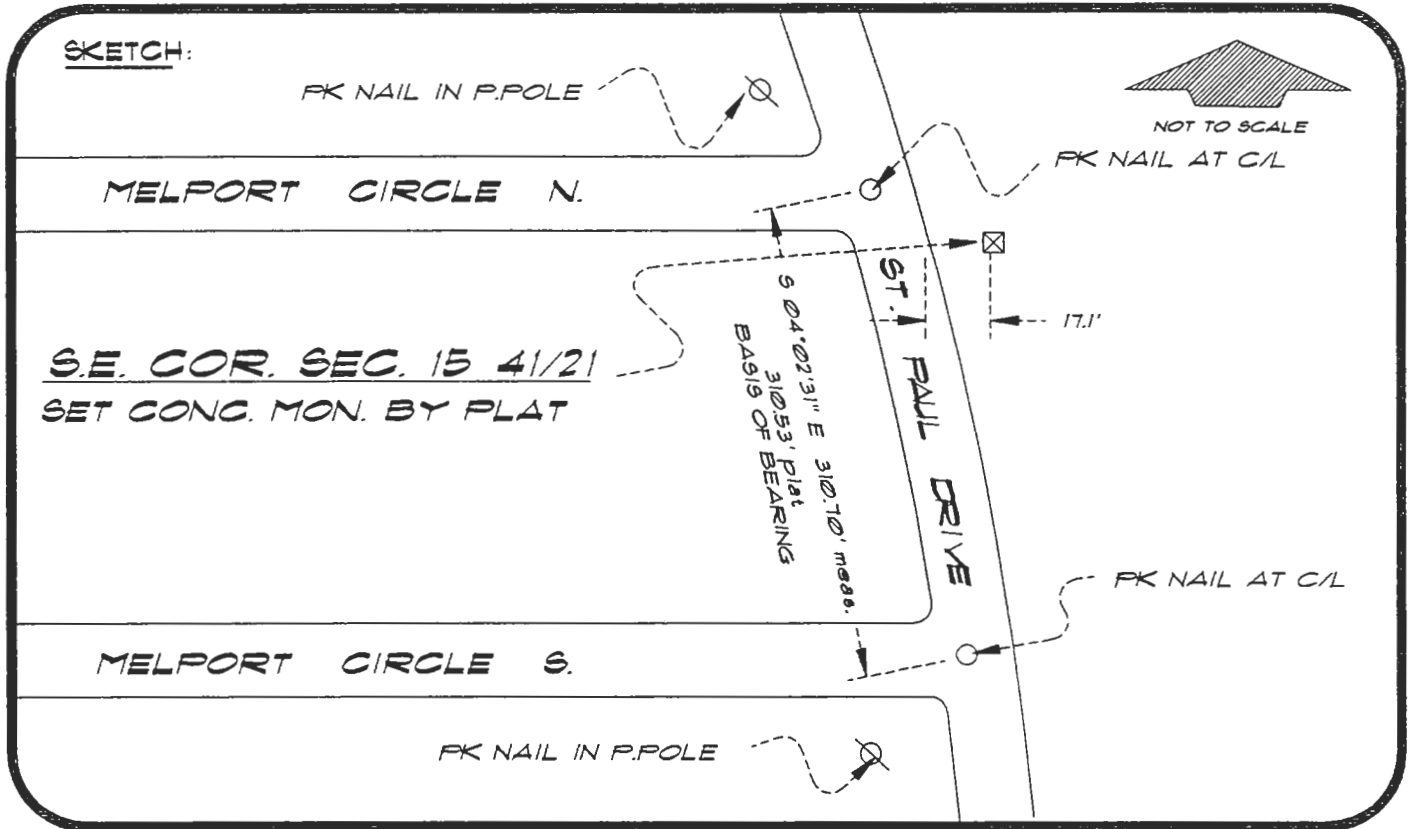 SKETCH:
PK NAIL IN P.POLE
NOT TO SCALE
PK NAIL AT C/L
MELPORT CIRCLE N.
17.1'
ST. PAUL DRIVE
S 04°02'31" E 310.70' meas.
310.53' plat
BASIS OF BEARING
S.E. COR. SEC. 15 41/21
SET CONC. MON. BY PLAT
PK NAIL AT C/L
MELPORT CIRCLE S.
PK NAIL IN P.POLE